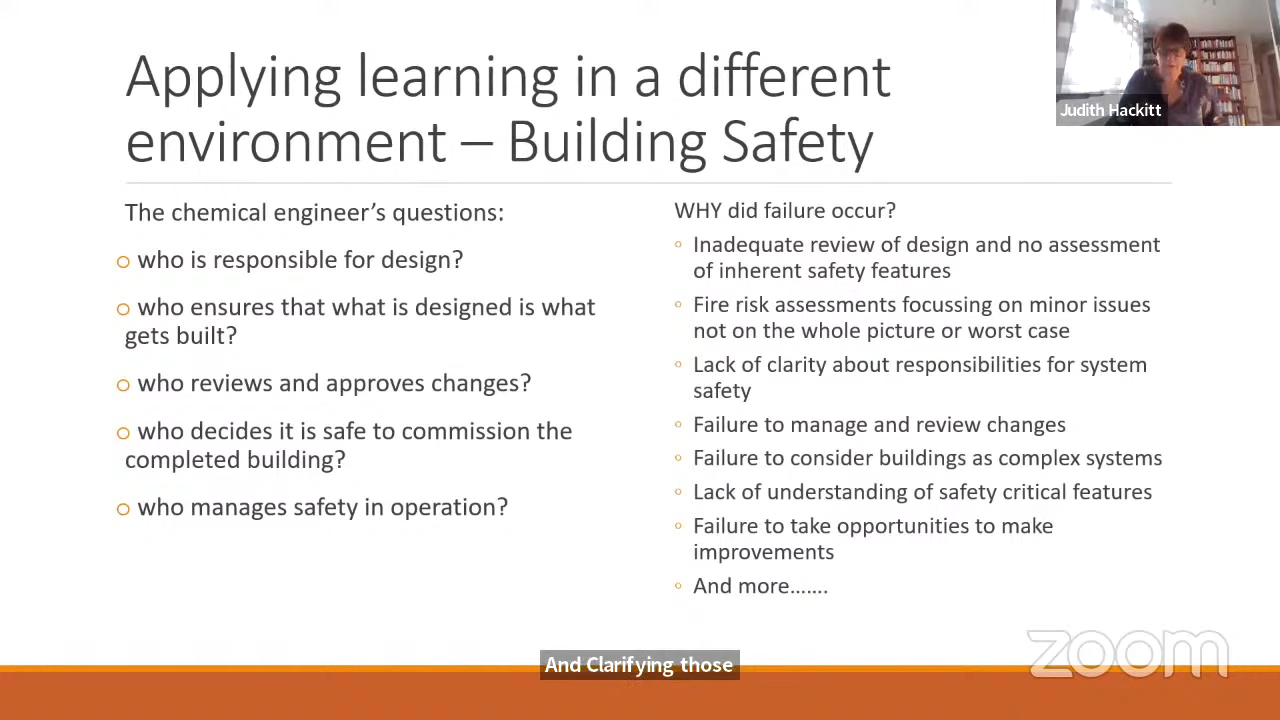 Applying learning in a different
environment – Building Safety
Judith Hackitt
The chemical engineer's questions:
o who is responsible for design?
o who ensures that what is designed is what
gets built?
o who reviews and approves changes?
o who decides it is safe to commission the
completed building?
o who manages safety in operation?
WHY did failure occur?
◦ Inadequate review of design and no assessment
of inherent safety features
◦ Fire risk assessments focussing on minor issues
not on the whole picture or worst case
◦ Lack of clarity about responsibilities for system
safety
◦ Failure to manage and review changes
◦ Failure to consider buildings as complex systems
◦ Lack of understanding of safety critical features
◦ Failure to take opportunities to make
improvements
◦ And more…….
And Clarifying those
zoom